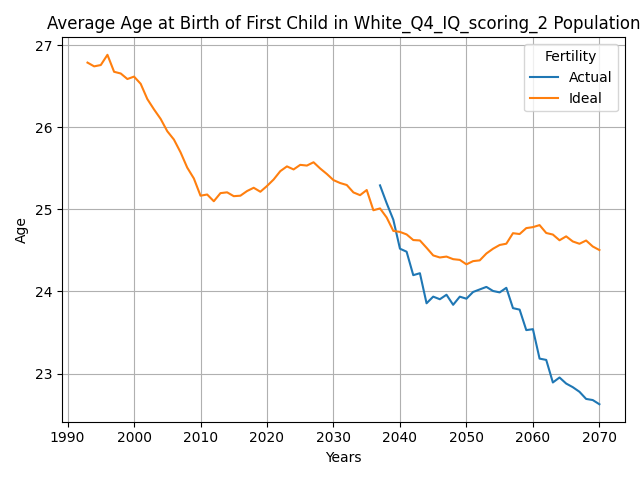 Average Age at Birth of First Child in White_Q4_IQ_scoring_2 Population
27
26
25
24
23
Age
1990
2000
2010
2020
2030
2040
2050
2060
2070
Years
Fertility
Actual
Ideal